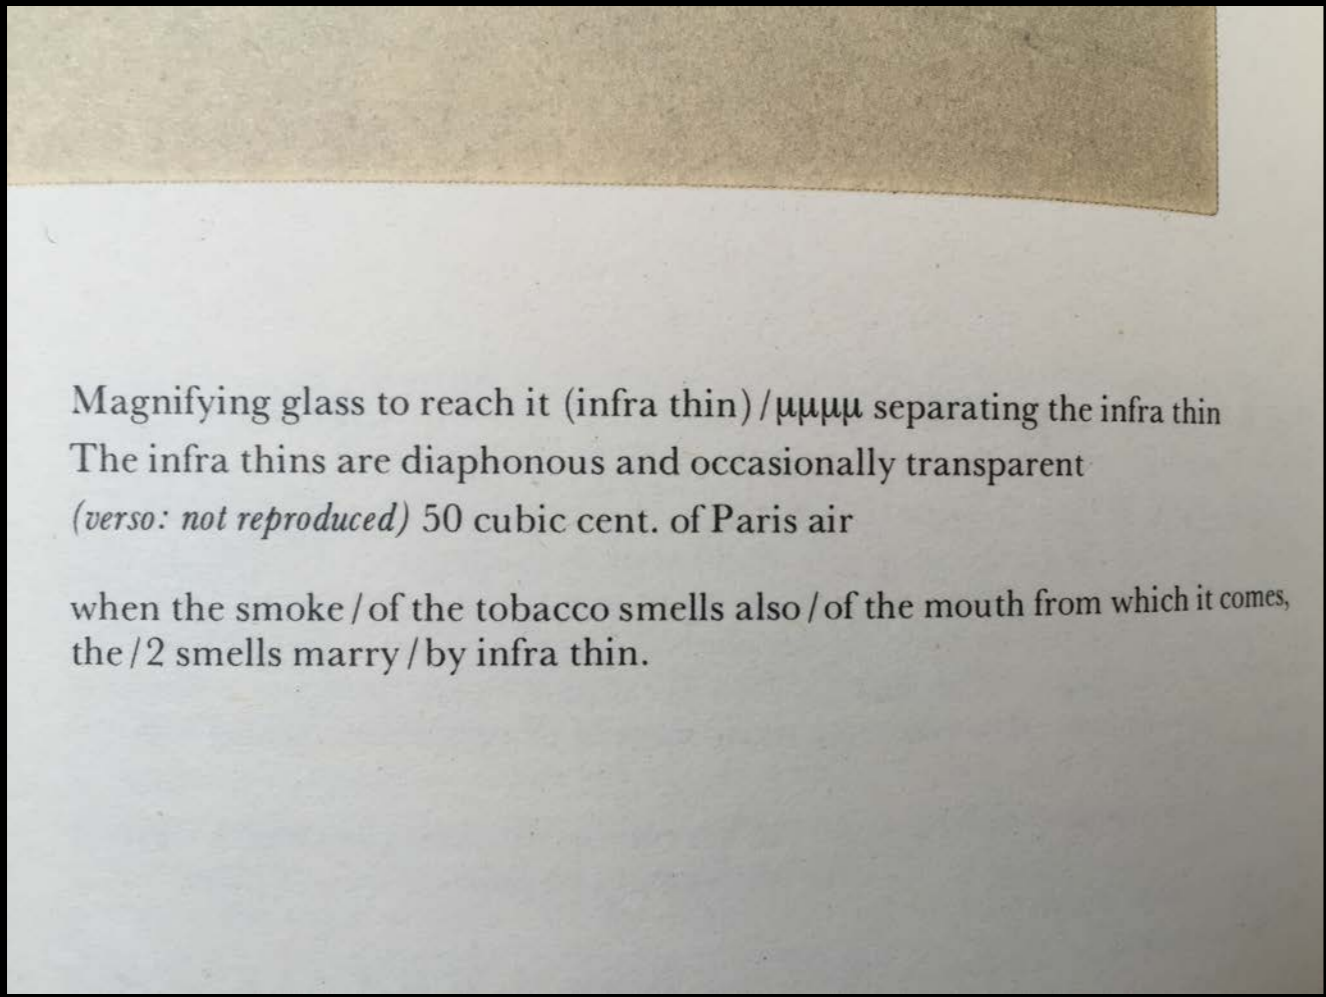 Magnifying glass to reach it (infra thin)/μμμμ separating the infra thin
The infra thins are diaphonous and occasionally transparent
(verso: not reproduced) 50 cubic cent. of Paris air
when the smoke/of the tobacco smells also/of the mouth from which it comes,
the/2 smells marry/by infra thin.